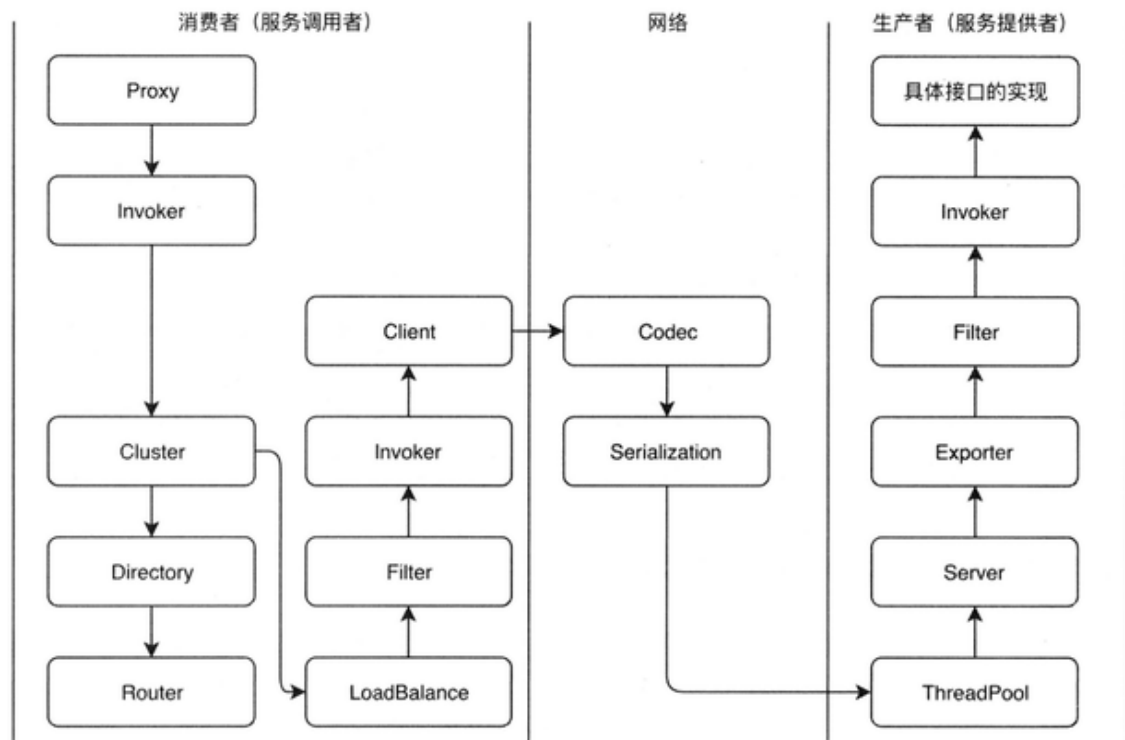 消费者（服务调用者）
网络
生产者（服务提供者）
Proxy
具体接口的实现
Invoker
Invoker
Client
Codec
Filter
Cluster
Invoker
Serialization
Exporter
Directory
Filter
Server
Router
LoadBalance
ThreadPool